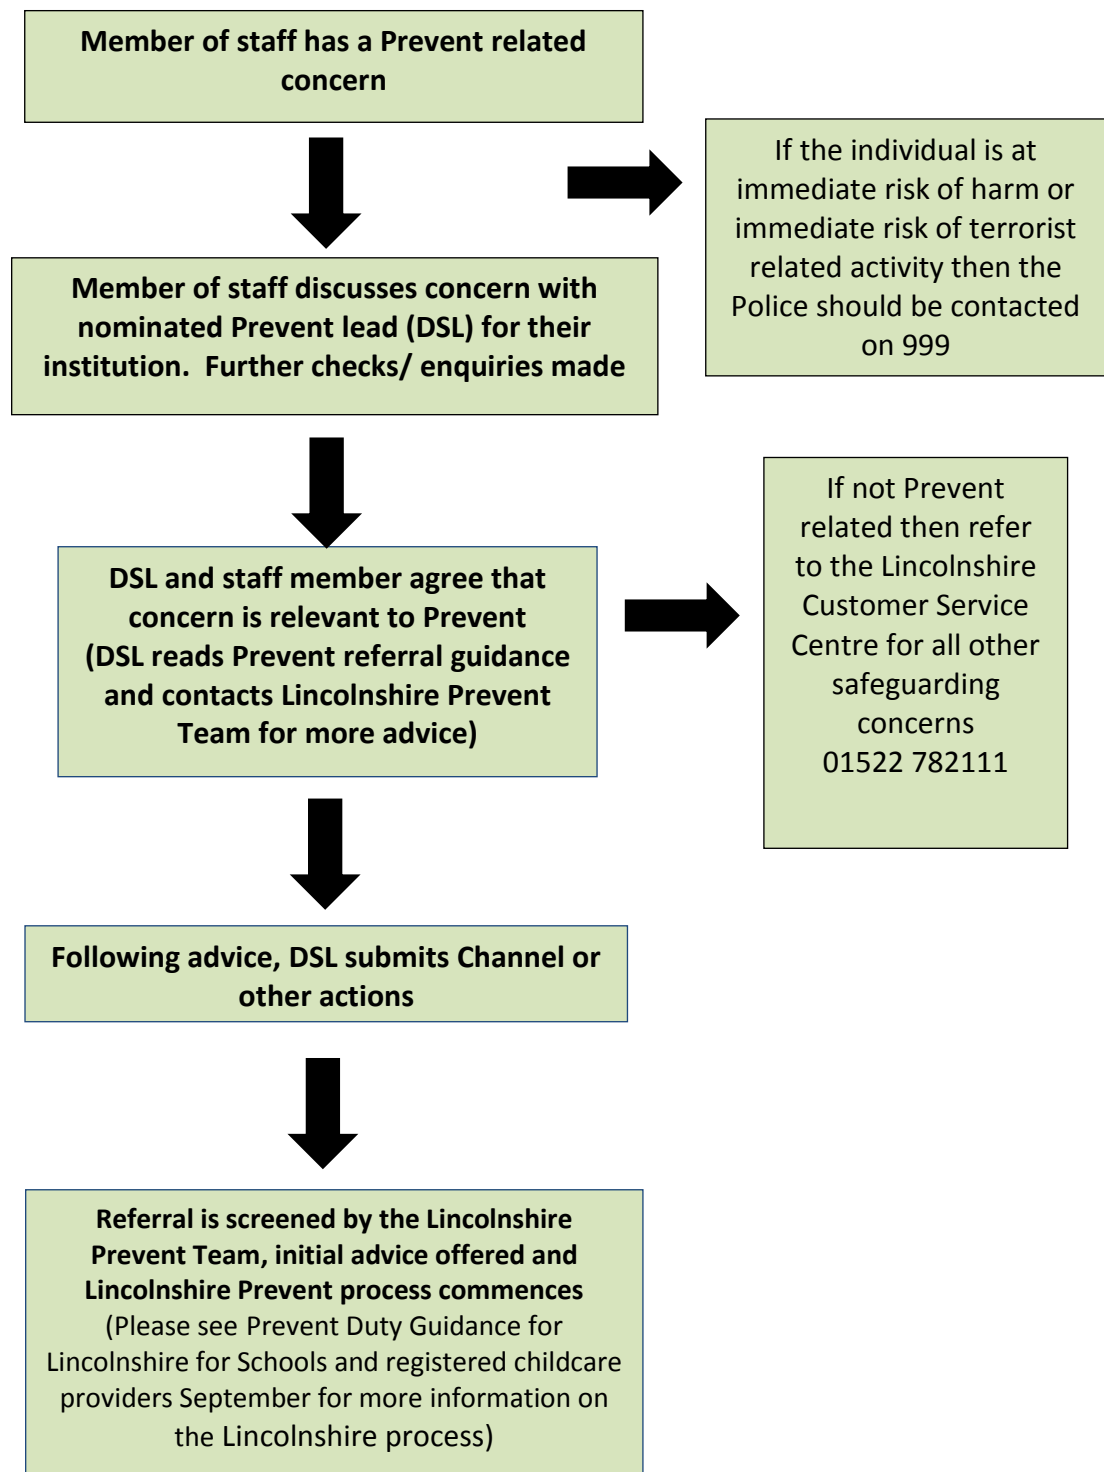 Member of staff has a Prevent related
concern
If the individual is at
immediate risk of harm or
immediate risk of terrorist
related activity then the
Police should be contacted
on 999
Member of staff discusses concern with
nominated Prevent lead (DSL) for their
institution.  Further checks/ enquiries made
DSL and staff member agree that
concern is relevant to Prevent
(DSL reads Prevent referral guidance
and contacts Lincolnshire Prevent
Team for more advice)
If not Prevent
related then refer
to the Lincolnshire
Customer Service
Centre for all other
safeguarding
concerns
01522 782111
Following advice, DSL submits Channel or
other actions
Referral is screened by the Lincolnshire
Prevent Team, initial advice offered and
Lincolnshire Prevent process commences
(Please see Prevent Duty Guidance for
Lincolnshire for Schools and registered childcare
providers September for more information on
the Lincolnshire process)